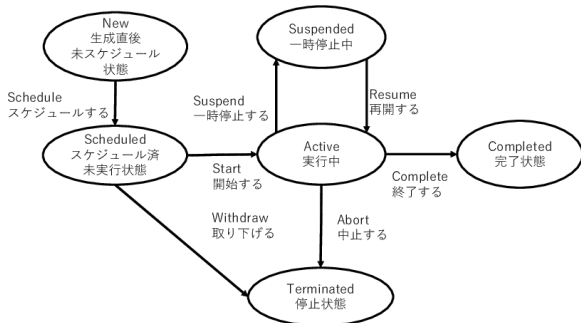 New
生成直後
未スケジュール
状態
Suspended
一時停止中
Schedule
スケジュールする
Suspend
一時停止する
Resume
再開する
Scheduled
スケジュール済
未実行状態
Start
開始する
Active
実行中
Complete
終了する
Completed
完了状態
Withdraw
取り下げる
Abort
中止する
Terminated
停止状態